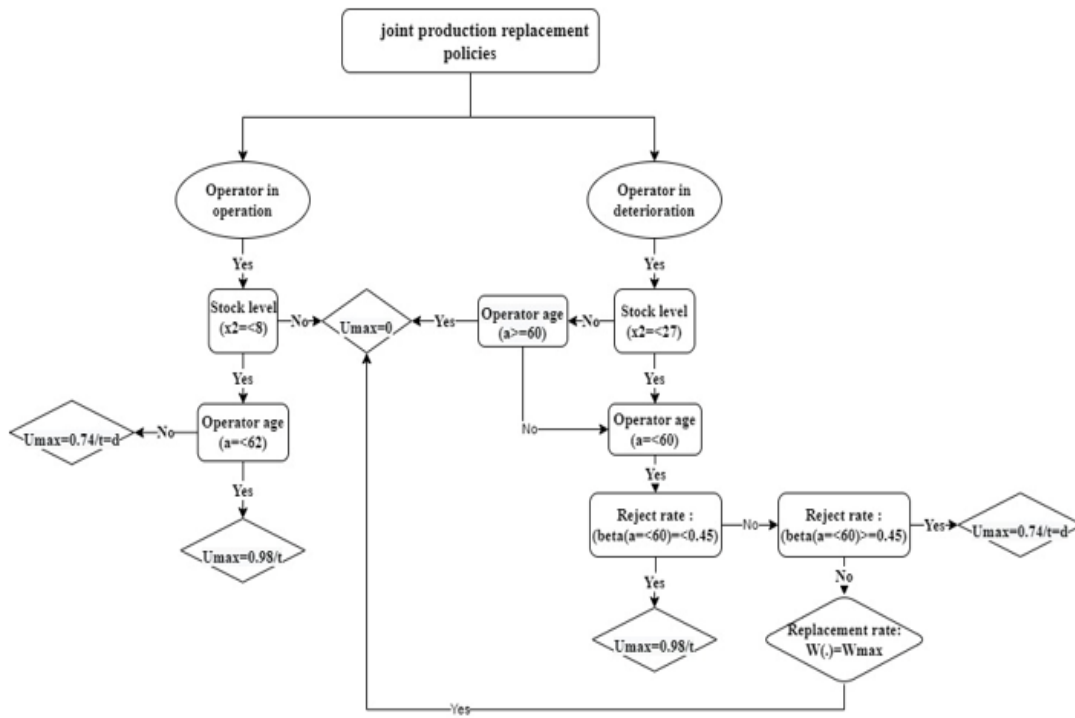 joint production replacement
policies
Operator in
operation
Operator in
deterioration
Yes
Yes
Stock level
(x2=<8)
No
Umax=0
Yes
Operator age
(a>=60)
No
Stock level
(x2=<27)
Yes
Yes
Umax=0.74/t=d
No
Operator age
(a=<62)
No
Operator age
(a=<60)
Yes
Yes
Umax=0.98/t
Reject rate :
(beta(a=<60)=<0.45)
No
Reject rate :
(beta(a=<60)>=0.45)
Yes
Umax=0.74/t=d
Yes
No
Umax=0.98/t
Replacement rate:
W(.)=Wmax
Yes